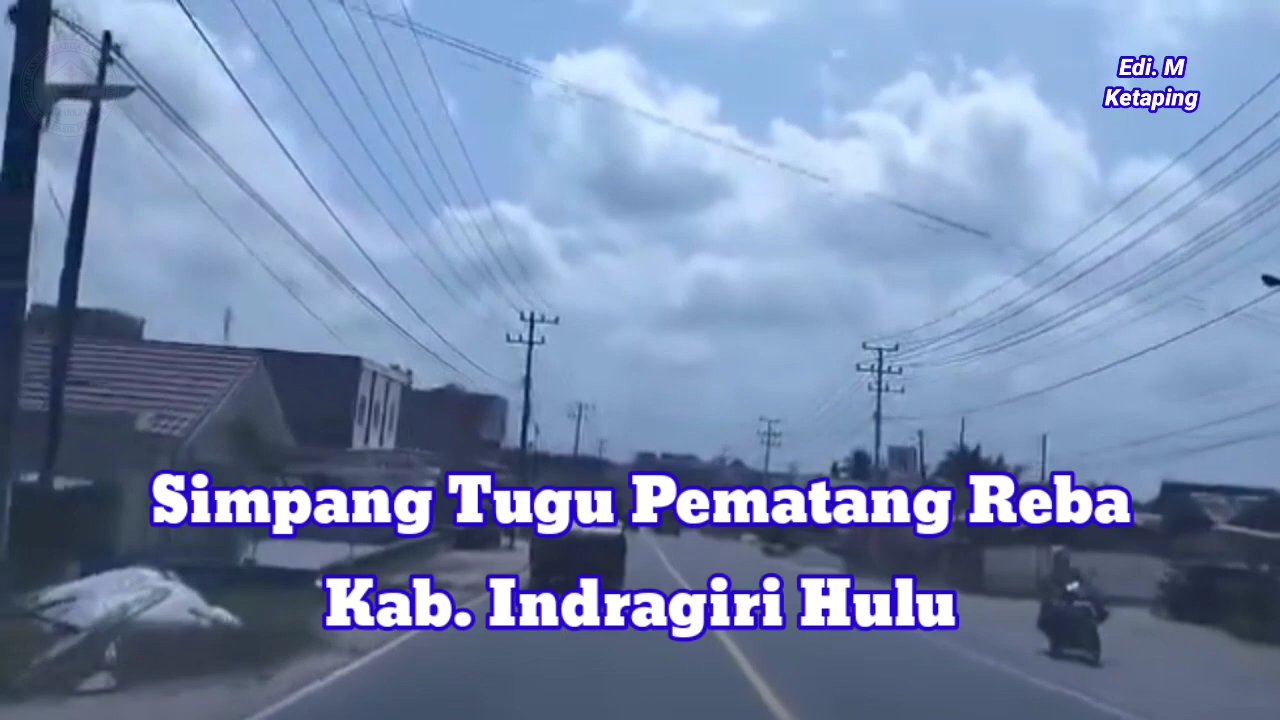 Edi. M
Ketaping
Simpang Tugu Pematang Reba
Kab. Indragiri Hulu